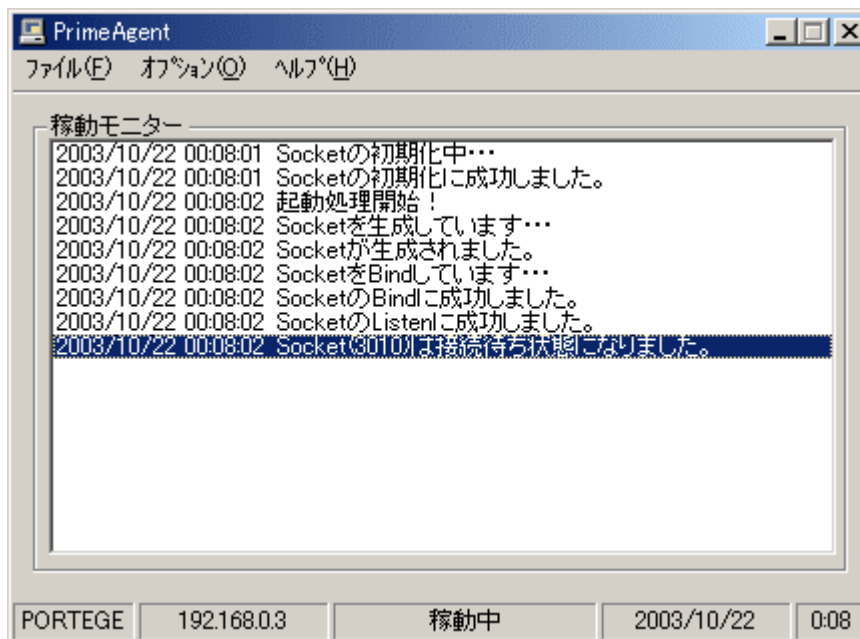 PrimeAgent
ﾌｧｲﾙ(F) ｵﾌﾟｼｮﾝ(O) ﾍﾙﾌﾟ(H)
稼動モニター
2003/10/22 00:08:01 Socketの初期化中･･･
2003/10/22 00:08:01 Socketの初期化に成功しました。
2003/10/22 00:08:02 起動処理開始！
2003/10/22 00:08:02 Socketを生成しています･･･
2003/10/22 00:08:02 Socketが生成されました。
2003/10/22 00:08:02 SocketをBindしています･･･
2003/10/22 00:08:02 SocketのBindに成功しました。
2003/10/22 00:08:02 SocketのListenに成功しました。
2003/10/22 00:08:02 Socket(3010)は接続待ち状態になりました。
PORTEGE 192.168.0.3 稼動中 2003/10/22 0:08